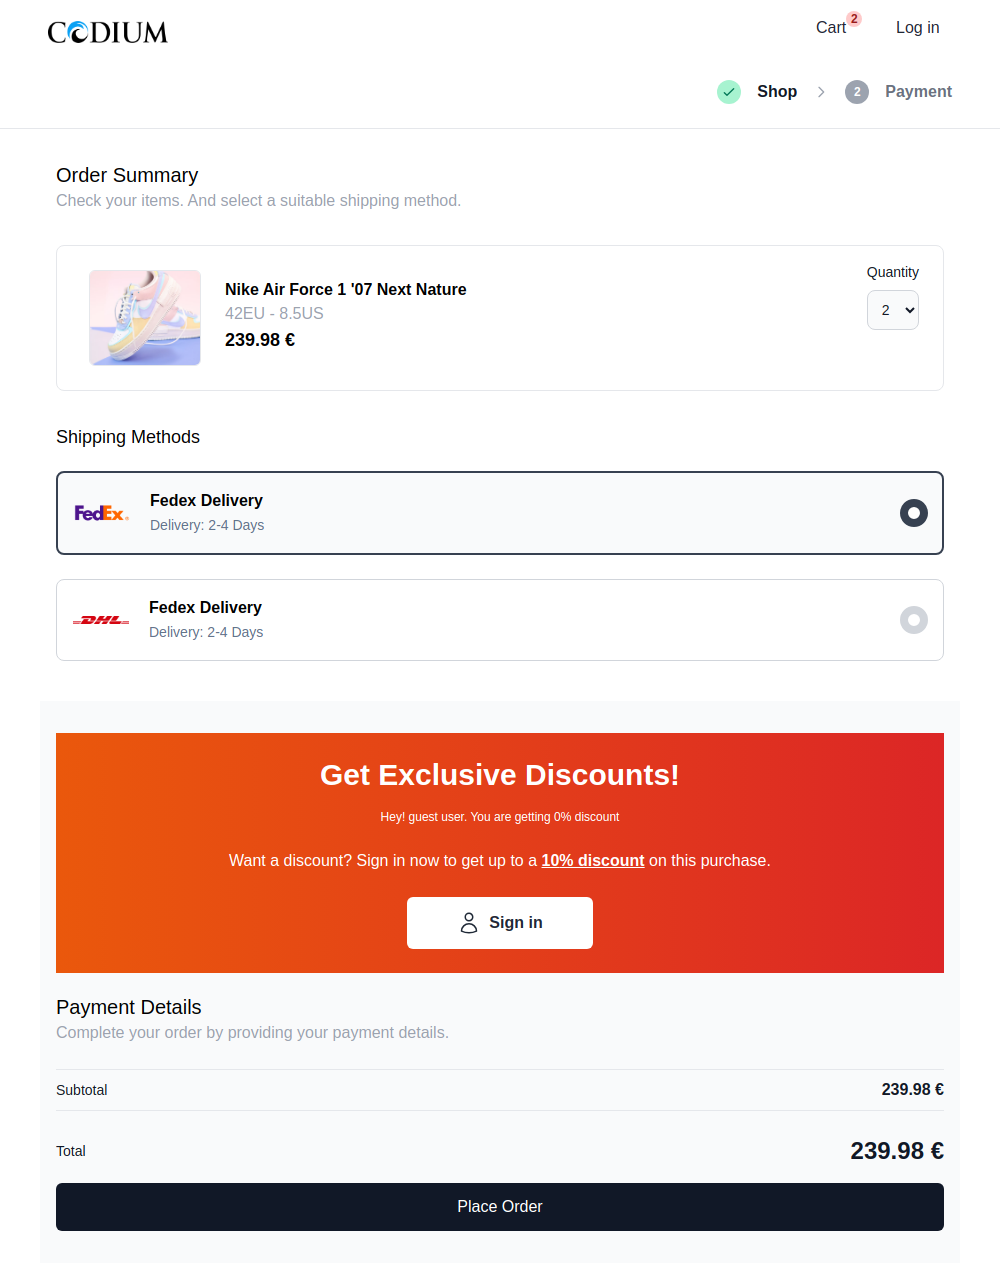 CODIUM
Cart 2 Log in
Shop 2 Payment
Order Summary
Check your items. And select a suitable shipping method.
Nike Air Force 1 '07 Next Nature
42EU - 8.5US
239.98 €
Quantity
2
Shipping Methods
FedEx
Fedex Delivery
Delivery: 2-4 Days
DHL
Fedex Delivery
Delivery: 2-4 Days
Get Exclusive Discounts!
Hey! guest user. You are getting 0% discount
Want a discount? Sign in now to get up to a 10% discount on this purchase.
Sign in
Payment Details
Complete your order by providing your payment details.
Subtotal 239.98 €
Total 239.98 €
Place Order